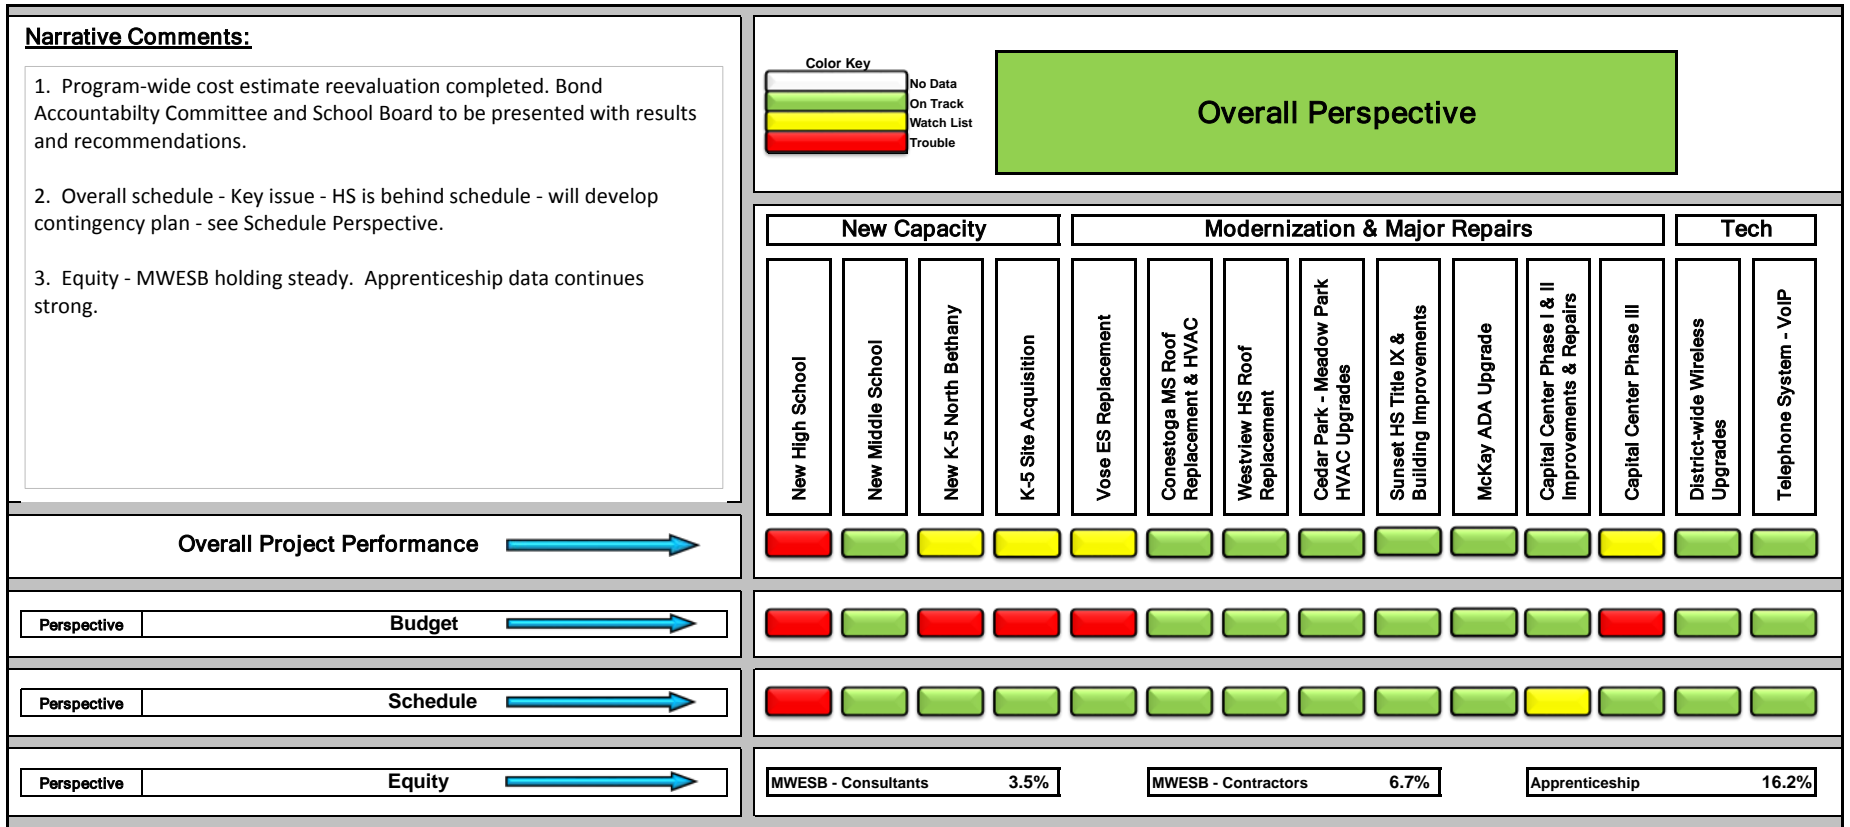 Narrative Comments:
1.  Program-wide cost estimate reevaluation completed. Bond
Accountabilty Committee and School Board to be presented with results
and recommendations.
2.  Overall schedule - Key issue - HS is behind schedule - will develop
contingency plan - see Schedule Perspective.
3.  Equity - MWESB holding steady.  Apprenticeship data continues
strong.
Color Key
No Data
On Track
Watch List
Trouble
Overall Perspective
New Capacity
Modernization & Major Repairs
Tech
New High School
New Middle School
New K-5 North Bethany
K-5 Site Acquisition
Vose ES Replacement
Conestoga MS Roof
Replacement & HVAC
Westview HS Roof
Replacement
Cedar Park - Meadow Park
HVAC Upgrades
Sunset HS Title IX &
Building Improvements
McKay ADA Upgrade
Capital Center Phase I & II
Improvements & Repairs
Capital Center Phase III
District-wide Wireless
Upgrades
Telephone System - VoIP
Overall Project Performance
Perspective
Budget
Perspective
Schedule
Perspective
Equity
MWESB - Consultants 3.5%
MWESB - Contractors 6.7%
Apprenticeship 16.2%